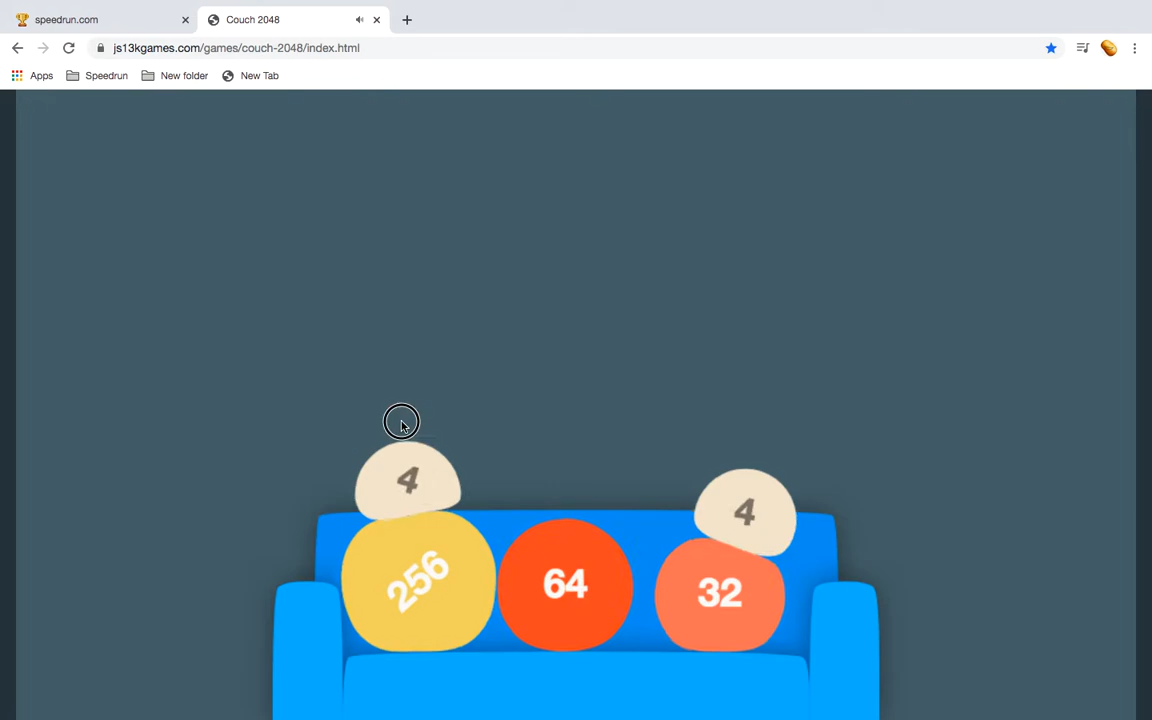 speedrun.com
Couch 2048
js13kgames.com/games/couch-2048/index.html
Apps
Speedrun
New folder
New Tab
4
4
256
64
32